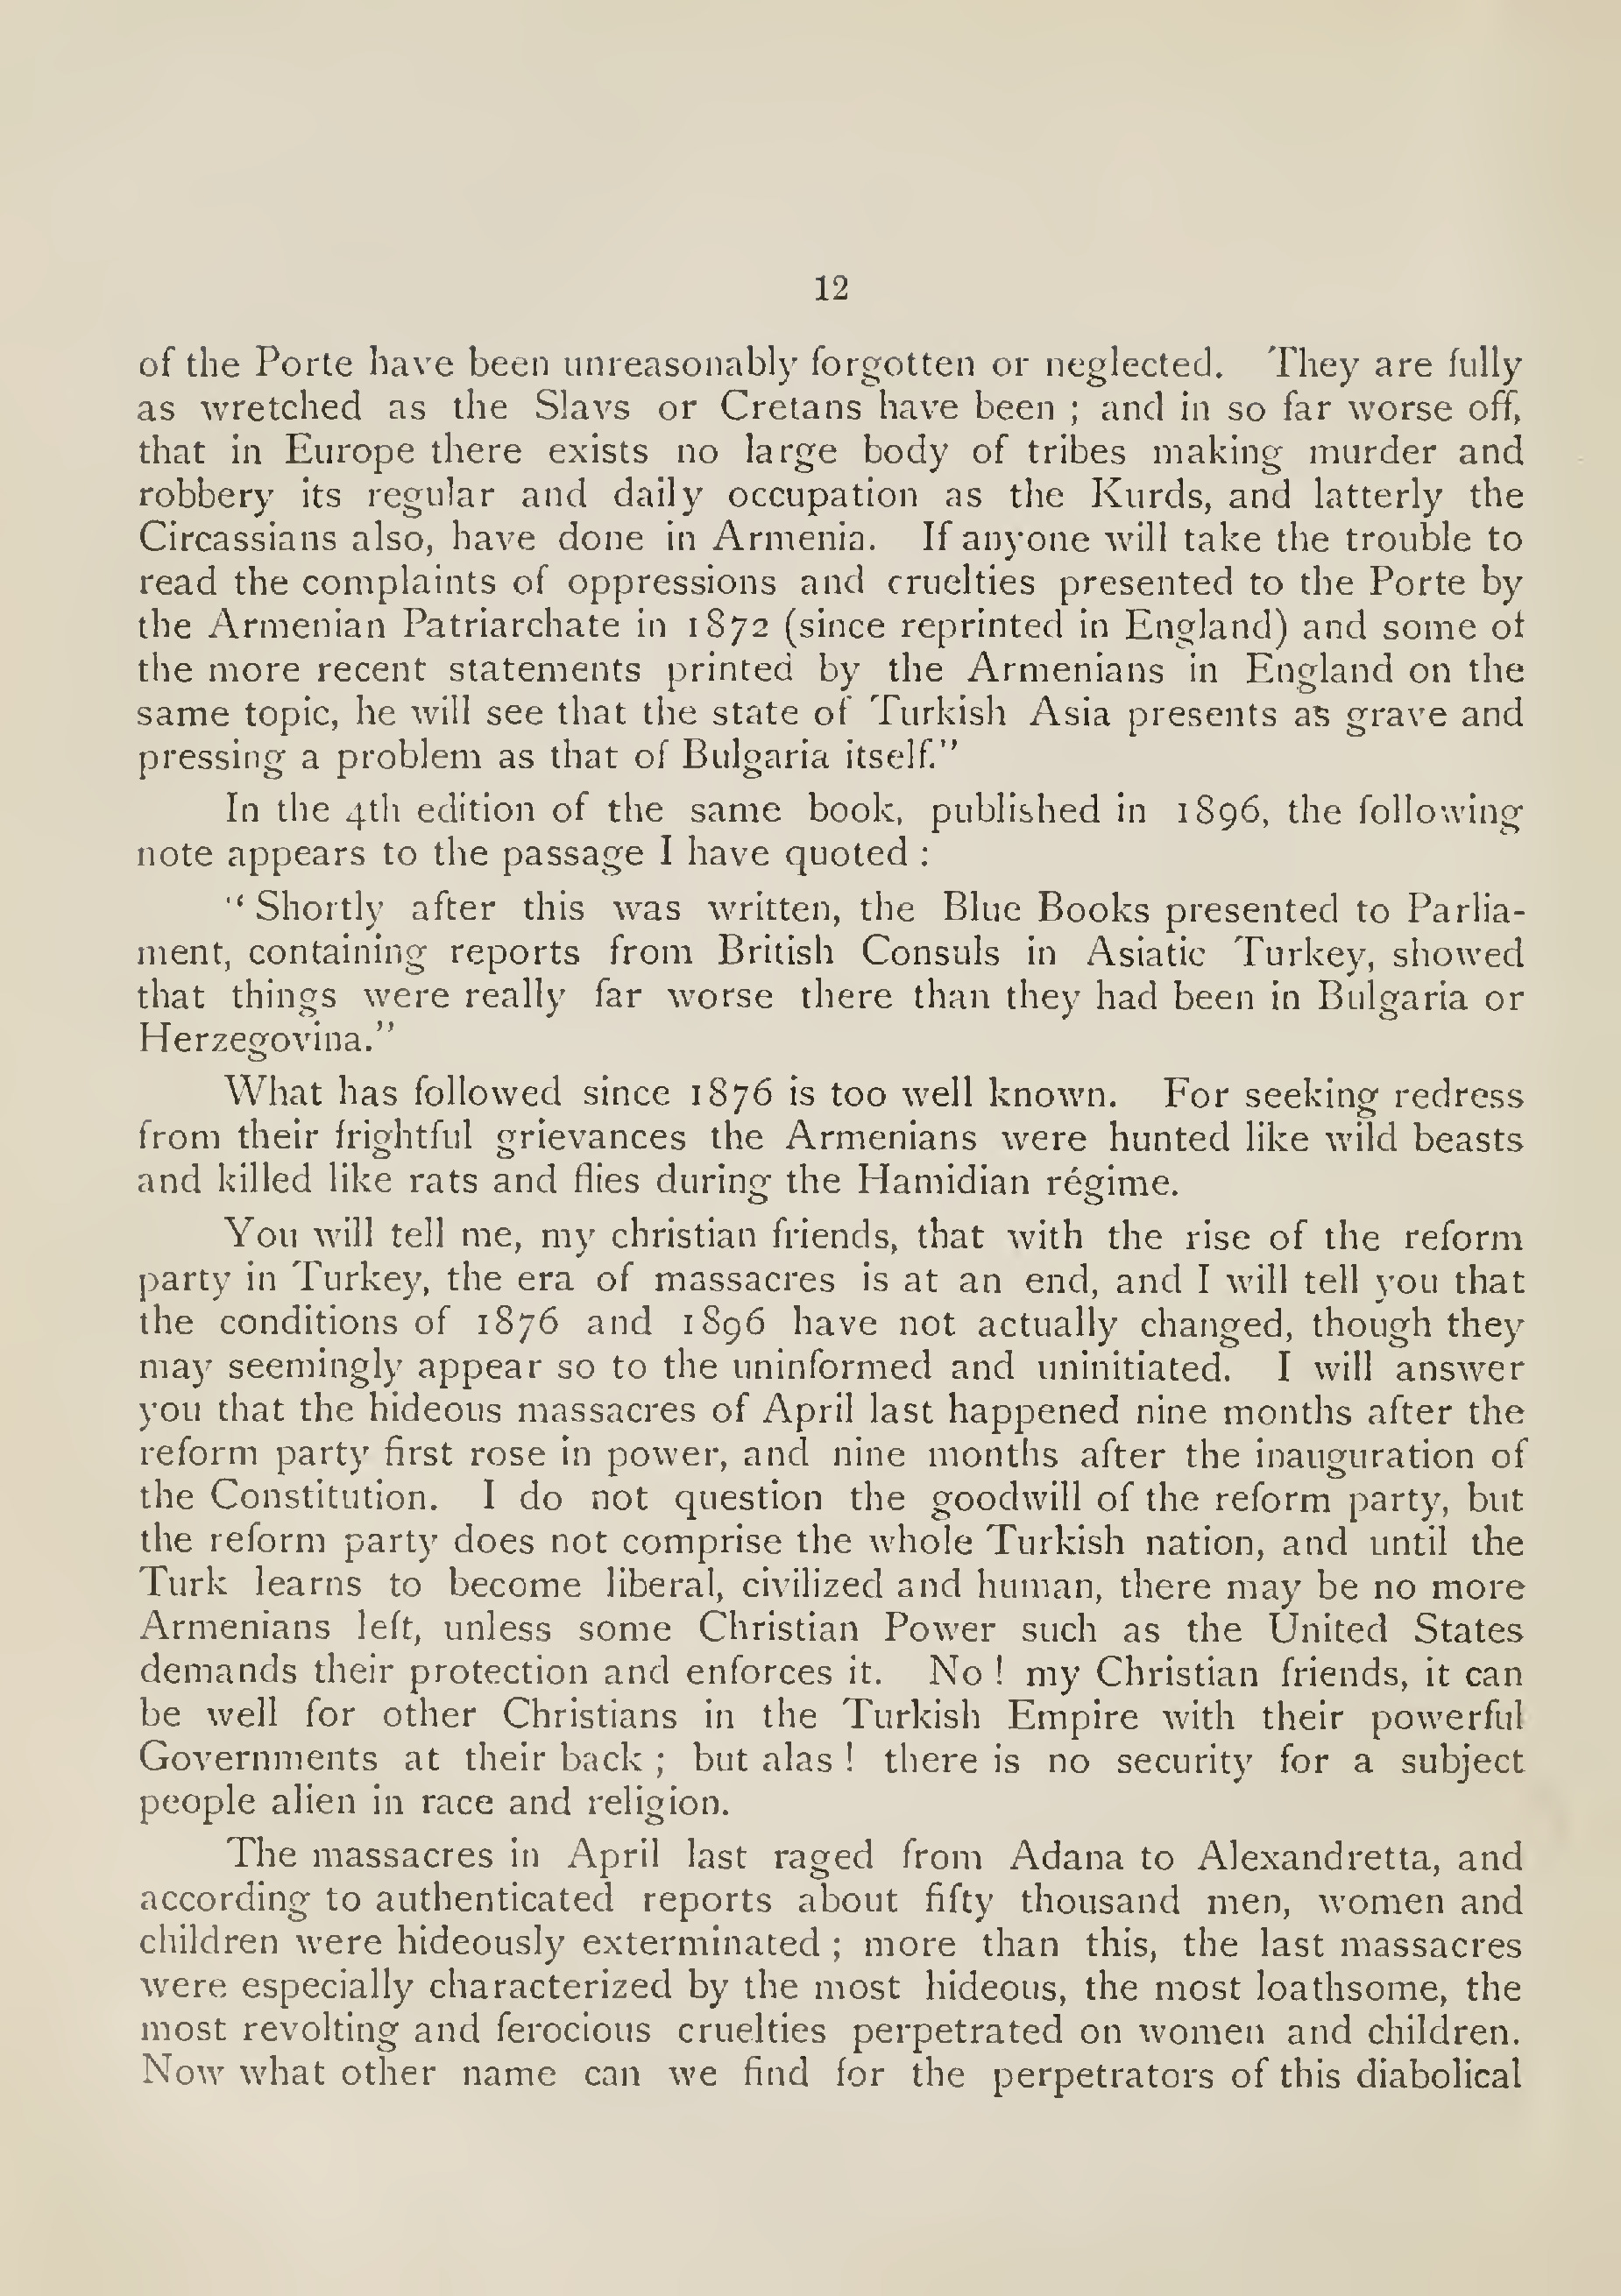 12
of the Porte have been unreasonably forgotten or neglected. They are fully
as wretched as the Slavs or Cretans have been ; and in so far worse off,
that in Europe there exists no large body of tribes making murder and
robbery its regular and daily occupation as the Kurds, and latterly the
Circassians also, have done in Armenia. If anyone will take the trouble to
read the complaints of oppressions and cruelties presented to the Porte by
the Armenian Patriarchate in 1872 (since reprinted in England) and some of
the more recent statements printed by the Armenians in England on the
same topic, he will see that the state of Turkish Asia presents as grave and
pressing a problem as that of Bulgaria itself."
In the 4th edition of the same book, published in 1896, the following
note appears to the passage I have quoted :
" Shortly after this was written, the Blue Books presented to Parlia-
ment, containing reports from British Consuls in Asiatic Turkey, showed
that things were really far worse there than they had been in Bulgaria or
Herzegovina."
What has followed since 1876 is too well known. For seeking redress
from their frightful grievances the Armenians were hunted like wild beasts
and killed like rats and flies during the Hamidian régime.
You will tell me, my christian friends, that with the rise of the reform
party in Turkey, the era of massacres is at an end, and I will tell you that
the conditions of 1876 and 1896 have not actually changed, though they
may seemingly appear so to the uninformed and uninitiated. I will answer
you that the hideous massacres of April last happened nine months after the
reform party first rose in power, and nine months after the inauguration of
the Constitution. I do not question the goodwill of the reform party, but
the reform party does not comprise the whole Turkish nation, and until the
Turk learns to become liberal, civilized and human, there may be no more
Armenians left, unless some Christian Power such as the United States
demands their protection and enforces it. No ! my Christian friends, it can
be well for other Christians in the Turkish Empire with their powerful
Governments at their back ; but alas ! there is no security for a subject
people alien in race and religion.
The massacres in April last raged from Adana to Alexandretta, and
according to authenticated reports about fifty thousand men, women and
children were hideously exterminated ; more than this, the last massacres
were especially characterized by the most hideous, the most loathsome, the
most revolting and ferocious cruelties perpetrated on women and children.
Now what other name can we find for the perpetrators of this diabolical